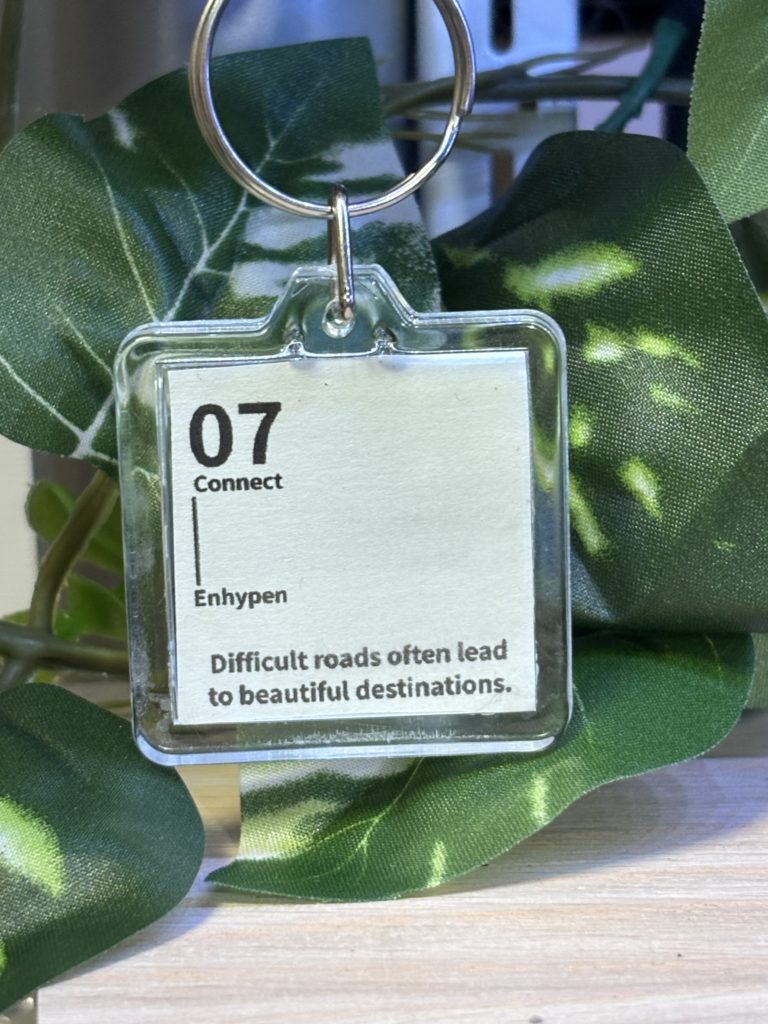 07
Connect
Enhypen
Difficult roads often lead
to beautiful destinations.